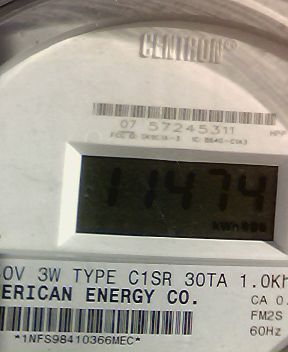 CENTRON®
07 57245311
11474
kWh
0V 3W TYPE C1SR 30TA 1.0Kh
ERICAN ENERGY CO.
CA 0.
FM2S
60Hz
*1NFS98410366MEC*